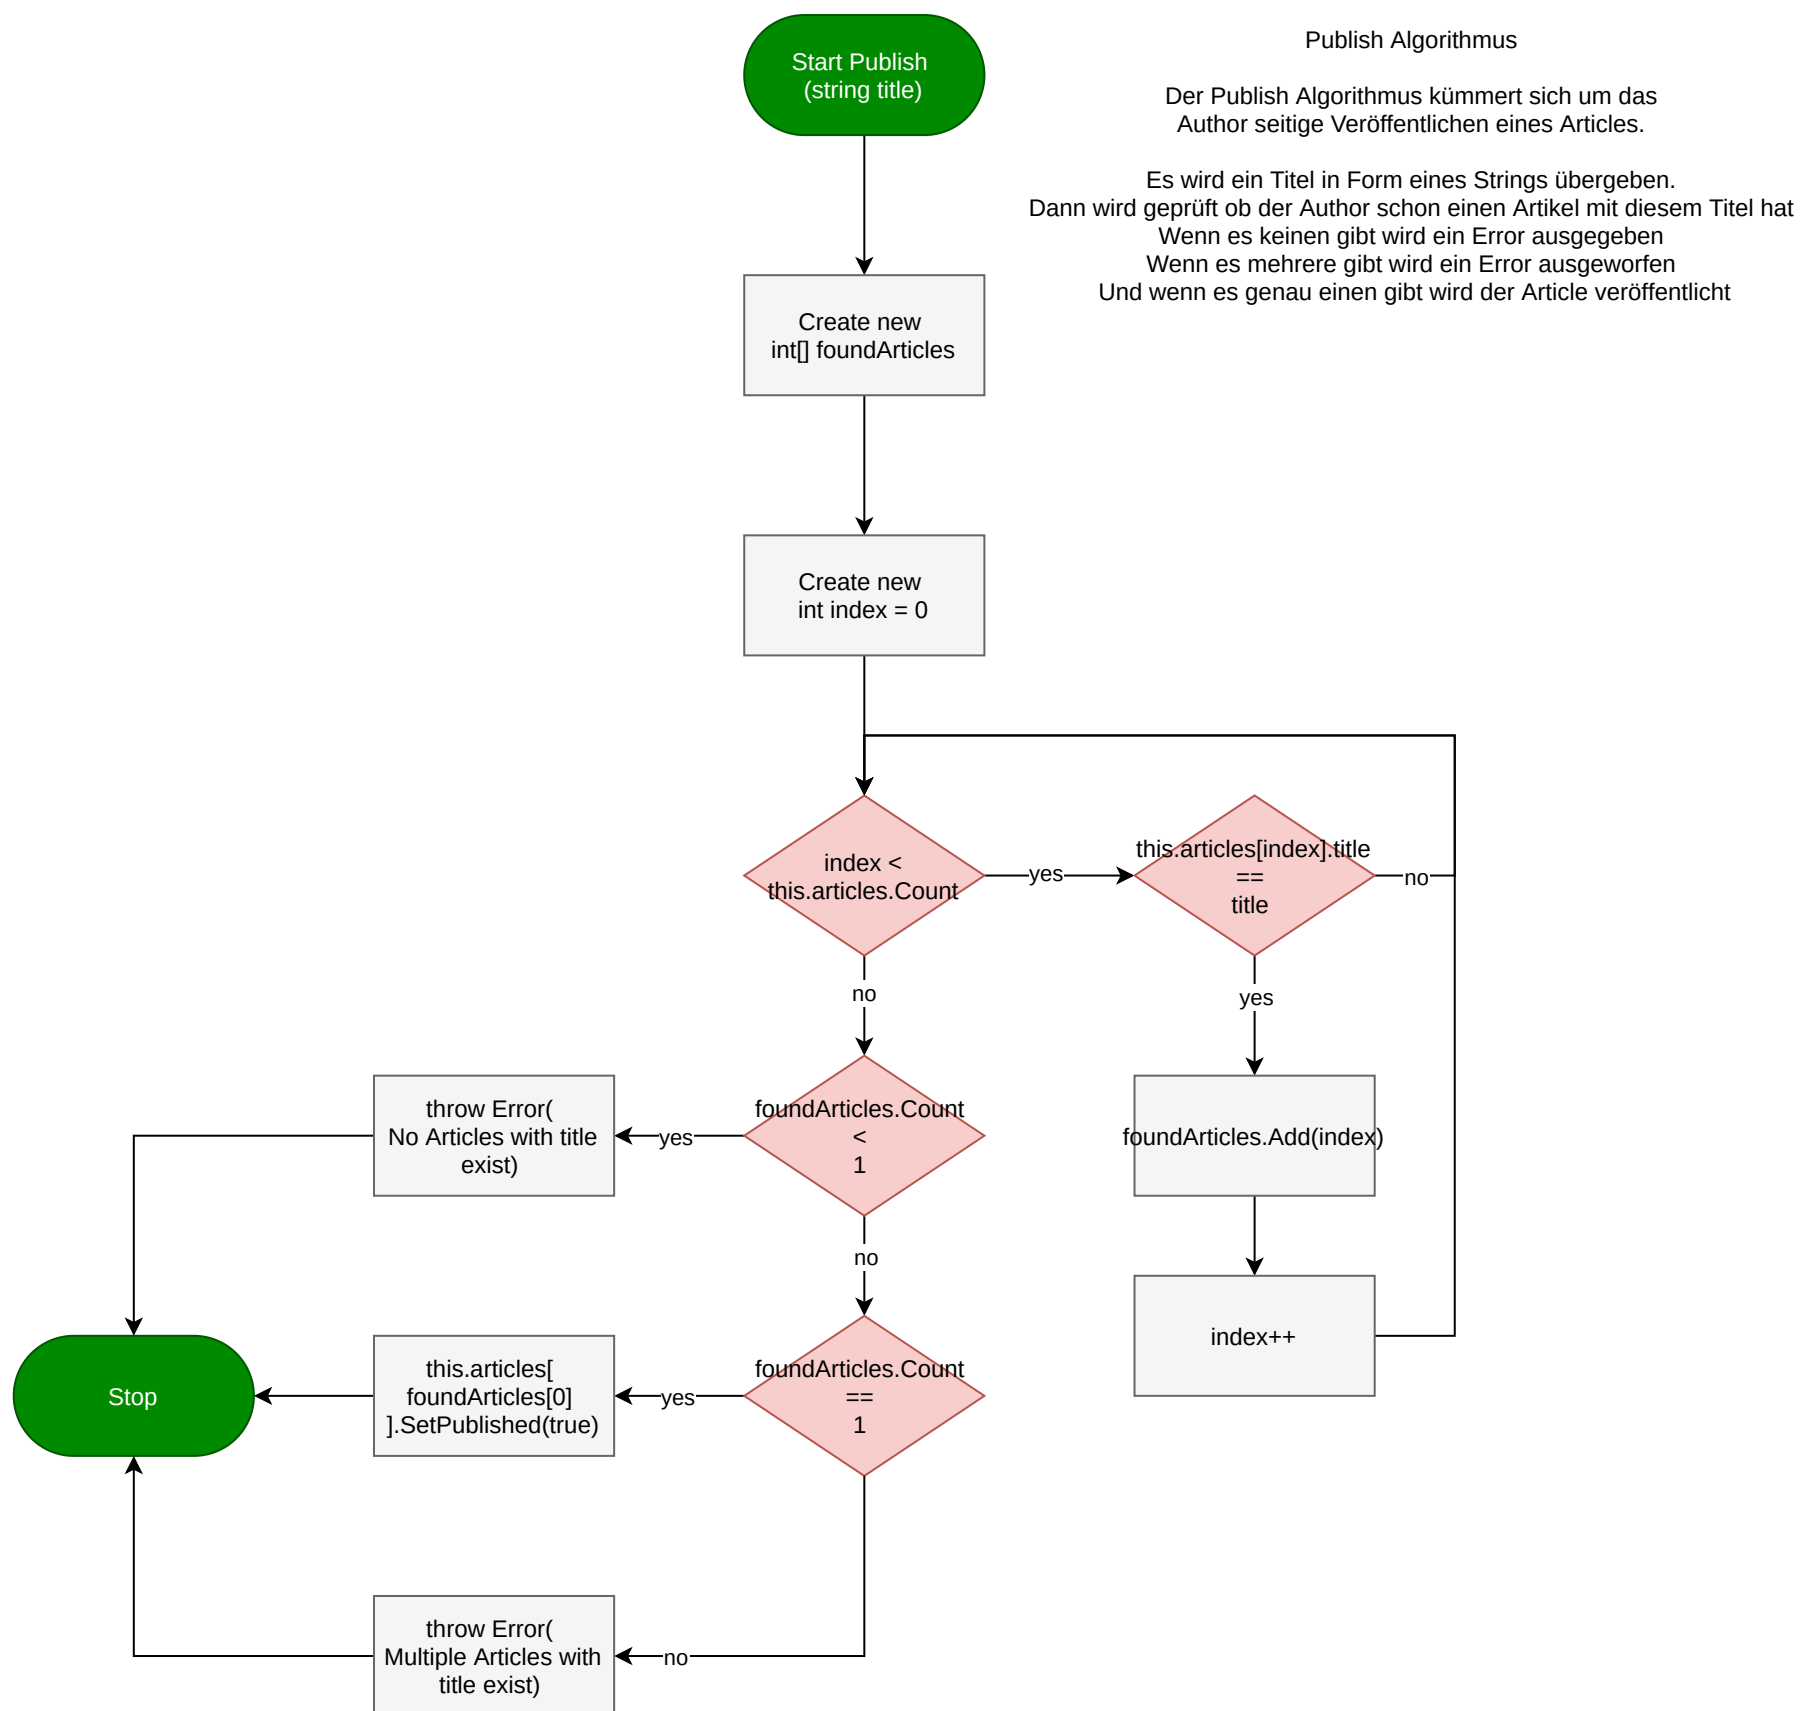 Start Publish
(string title)
Publish Algorithmus
Der Publish Algorithmus kümmert sich um das
Author seitige Veröffentlichen eines Articles.
Es wird ein Titel in Form eines Strings übergeben.
Dann wird geprüft ob der Author schon einen Artikel mit diesem Titel hat
Wenn es keinen gibt wird ein Error ausgegeben
Wenn es mehrere gibt wird ein Error ausgeworfen
Und wenn es genau einen gibt wird der Article veröffentlicht
Create new
int[] foundArticles
Create new
int index = 0
index <
this.articles.Count
yes
this.articles[index].title
==
title
no
no
yes
foundArticles.Count
<
1
yes
throw Error(
No Articles with title
exist)
foundArticles.Add(index)
no
index++
foundArticles.Count
==
1
yes
this.articles[
foundArticles[0]
].SetPublished(true)
Stop
no
throw Error(
Multiple Articles with
title exist)